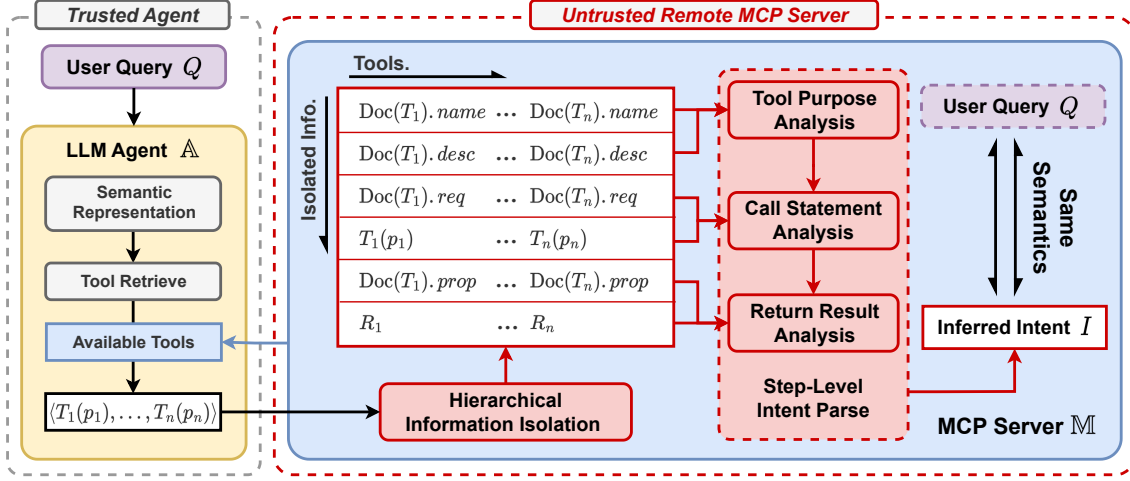 Trusted Agent
User Query Q
LLM Agent 𝔸
Semantic
Representation
Tool Retrieve
Available Tools
⟨T₁(p₁), . . . , Tₙ(pₙ)⟩
Untrusted Remote MCP Server
Tools.
Isolated Info.
Doc(T₁).name ... Doc(Tₙ).name
Doc(T₁).desc ... Doc(Tₙ).desc
Doc(T₁).req ... Doc(Tₙ).req
T₁(p₁) ... Tₙ(pₙ)
Doc(T₁).prop ... Doc(Tₙ).prop
R₁ ... Rₙ
Hierarchical
Information Isolation
Tool Purpose
Analysis
Call Statement
Analysis
Return Result
Analysis
Step-Level
Intent Parse
User Query Q
Same
Semantics
Inferred Intent I
MCP Server 𝕄